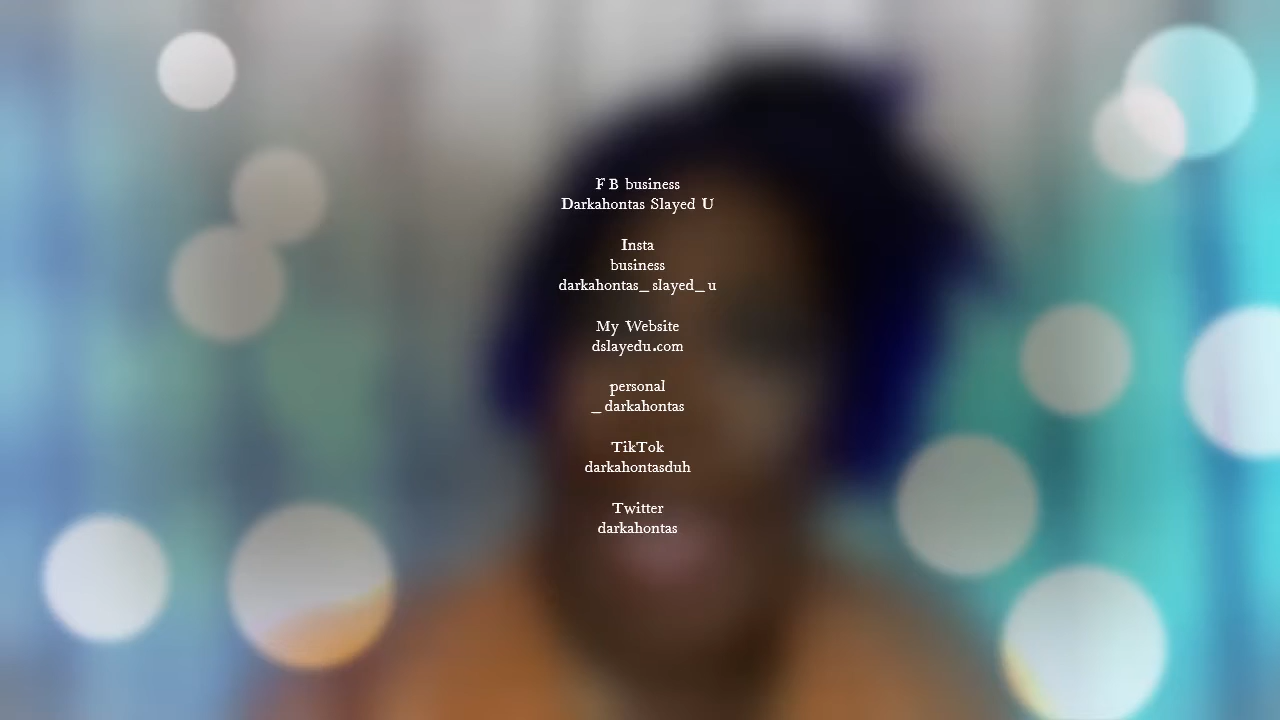 F B business
Darkahontas Slayed U
Insta
business
darkahontas_slayed_u
My Website
dslayedu.com
personal
_darkahontas
TikTok
darkahontasduh
Twitter
darkahontas